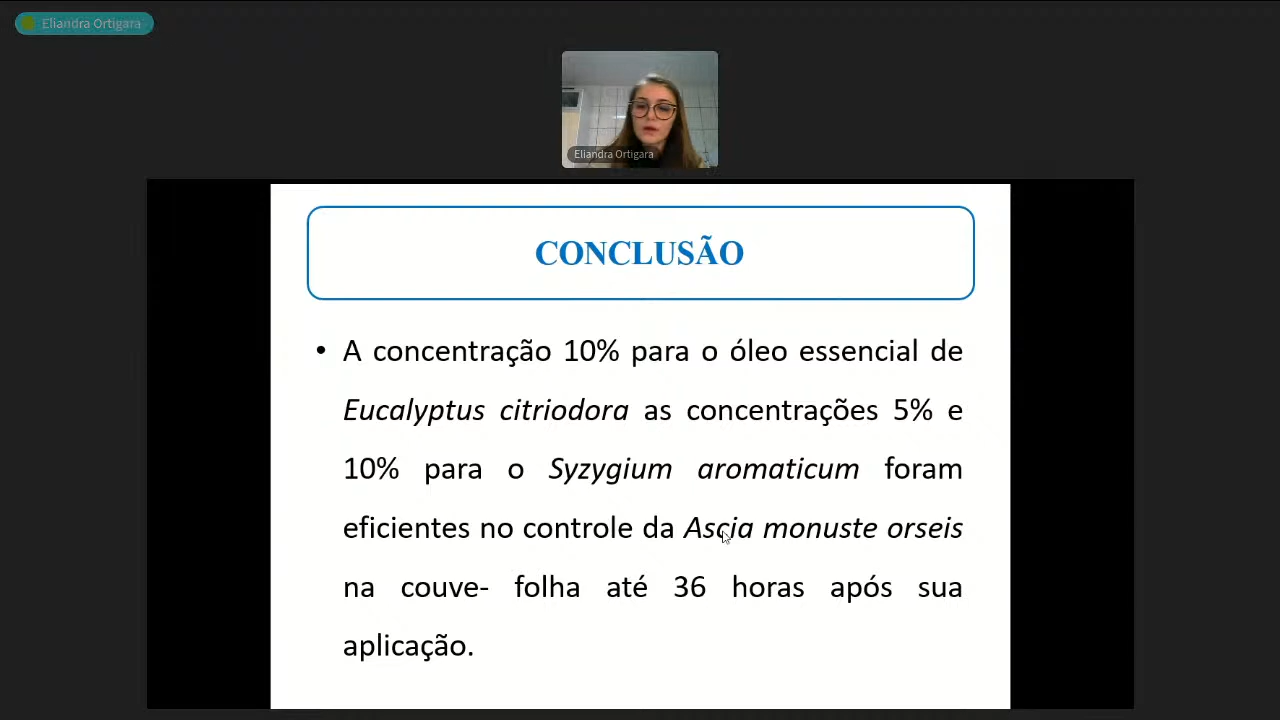 Eliandra Ortigara
Eliandra Ortigara
CONCLUSÃO
• A concentração 10% para o óleo essencial de
Eucalyptus citriodora as concentrações 5% e
10% para o Syzygium aromaticum foram
eficientes no controle da Ascia monuste orseis
na couve- folha até 36 horas após sua
aplicação.